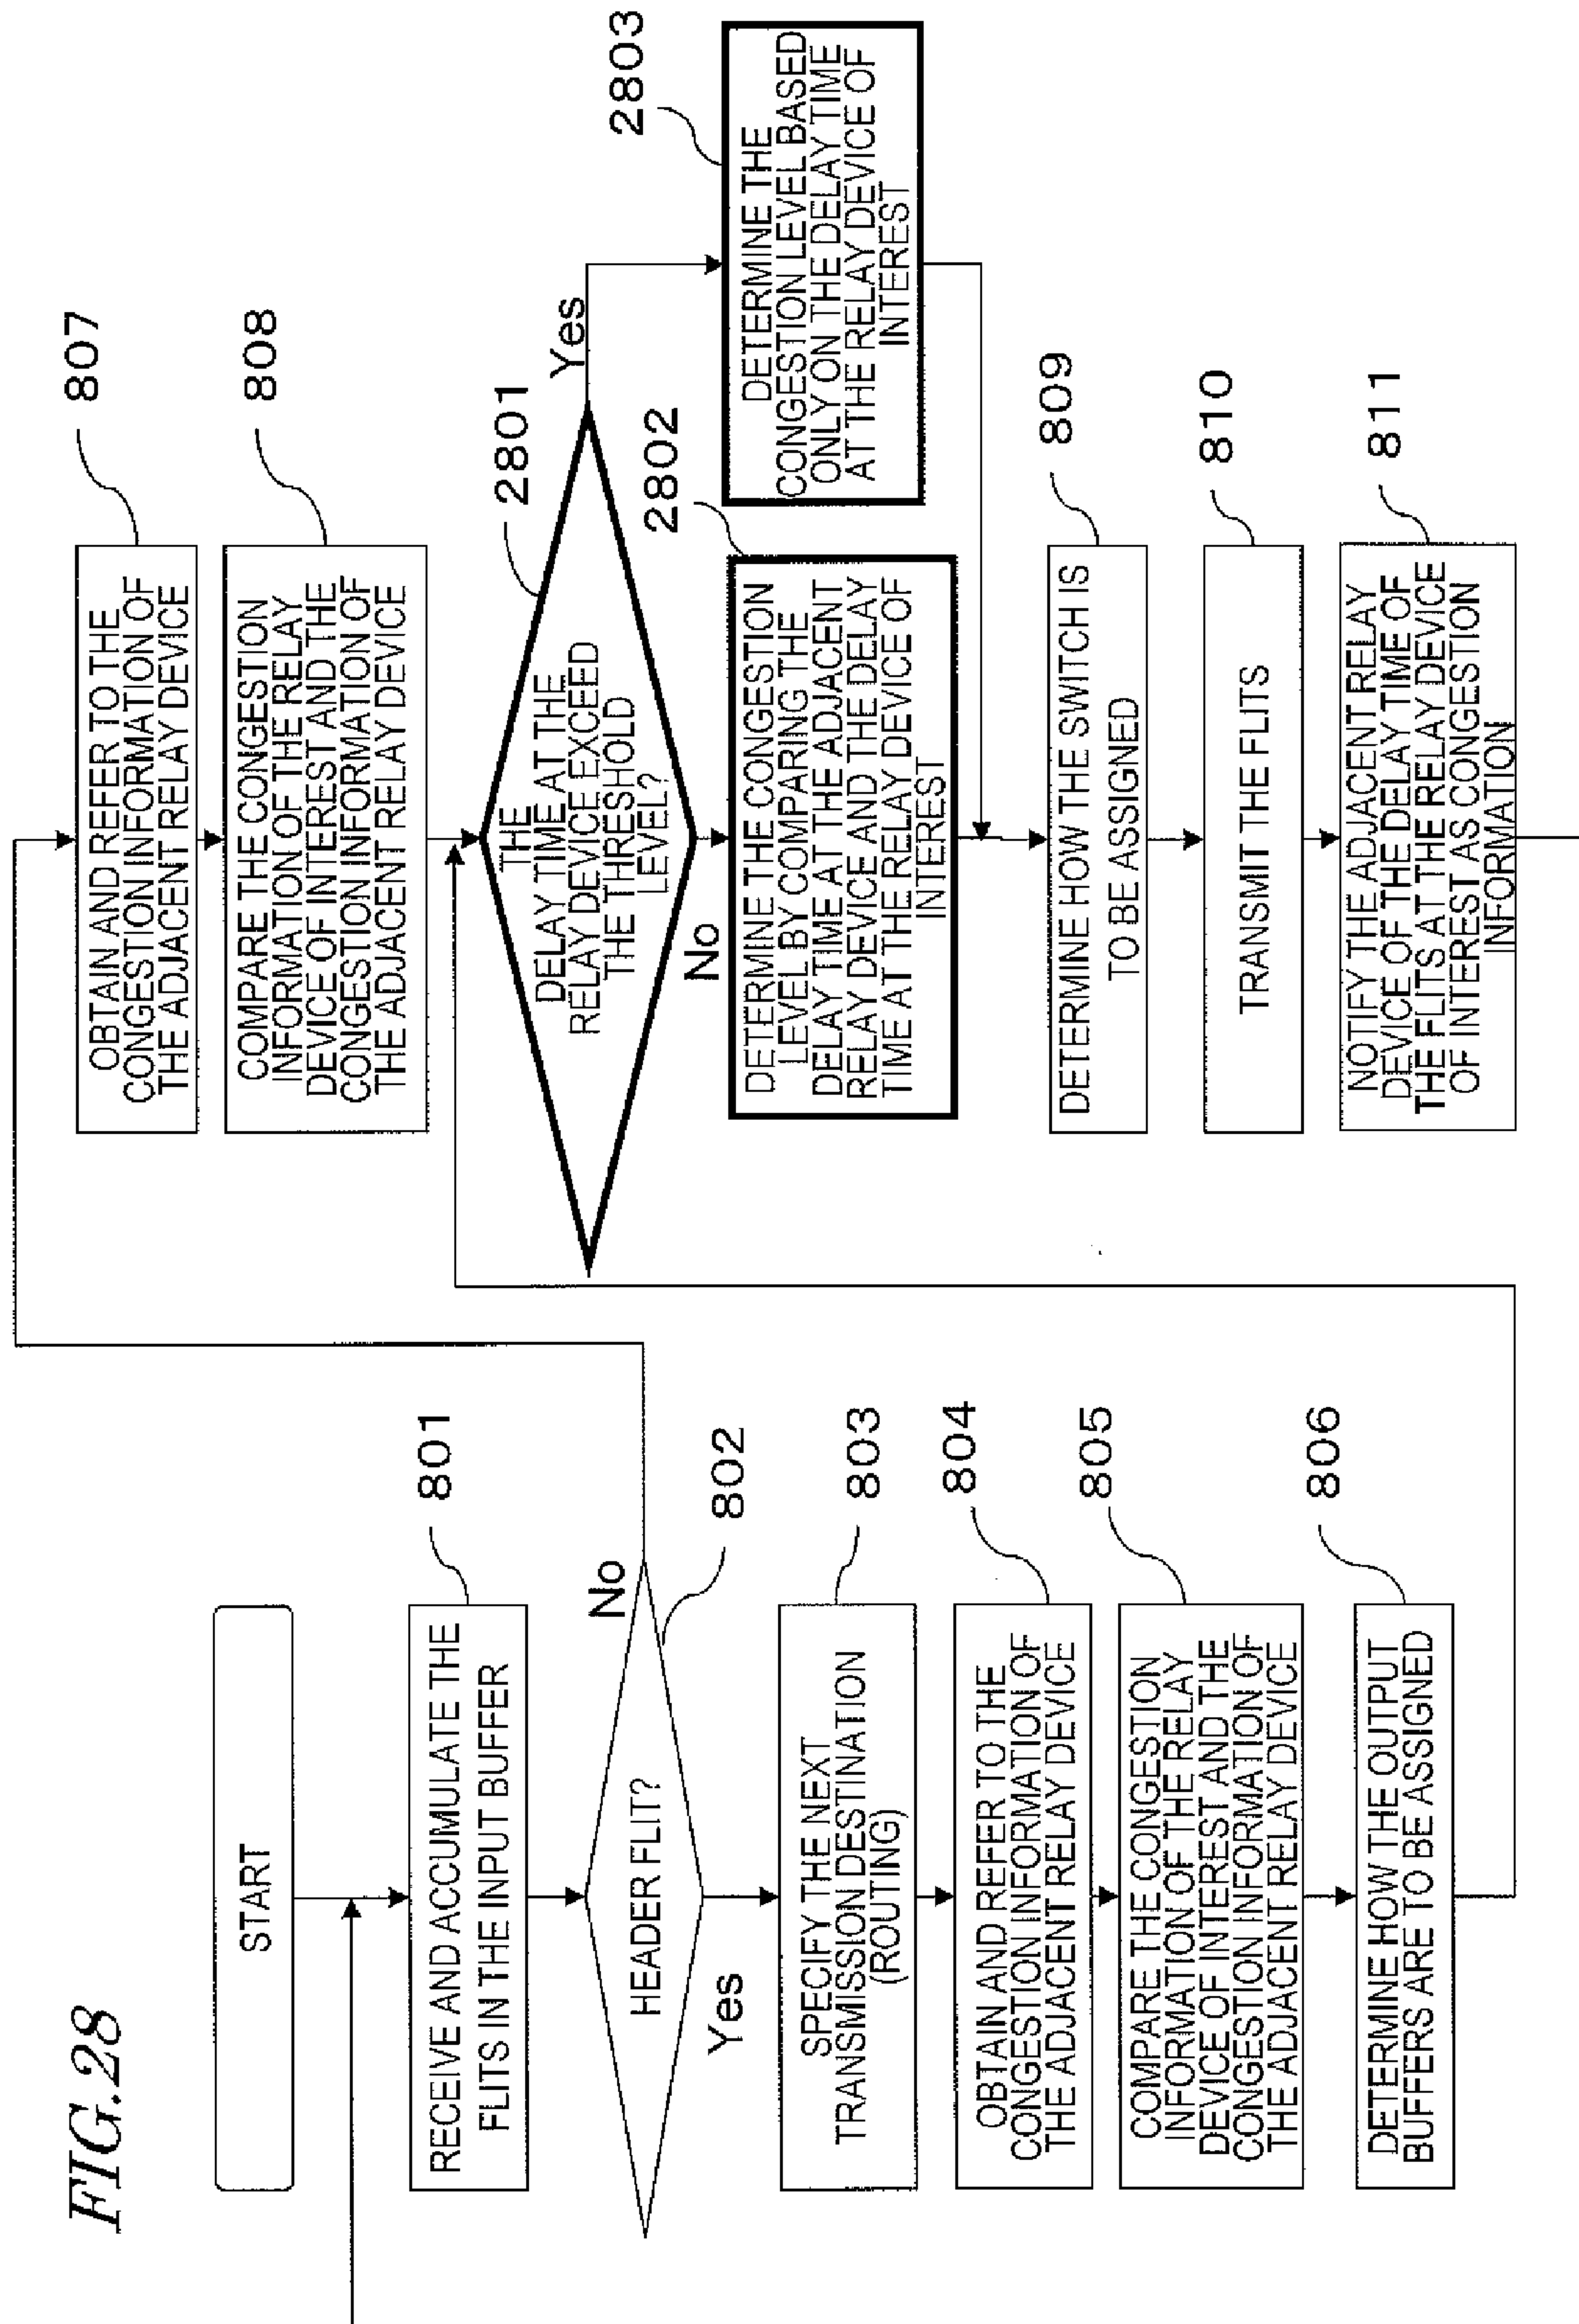 FIG.28
START
801
RECEIVE AND ACCUMULATE THE
FLITS IN THE INPUT BUFFER
802
HEADER FLIT?
No
Yes
803
SPECIFY THE NEXT
TRANSMISSION DESTINATION
(ROUTING)
804
OBTAIN AND REFER TO THE
CONGESTION INFORMATION OF
THE ADJACENT RELAY DEVICE
805
COMPARE THE CONGESTION
INFORMATION OF THE RELAY
DEVICE OF INTEREST AND THE
CONGESTION INFORMATION OF
THE ADJACENT RELAY DEVICE
806
DETERMINE HOW THE OUTPUT
BUFFERS ARE TO BE ASSIGNED
807
OBTAIN AND REFER TO THE
CONGESTION INFORMATION OF
THE ADJACENT RELAY DEVICE
808
COMPARE THE CONGESTION
INFORMATION OF THE RELAY
DEVICE OF INTEREST AND THE
CONGESTION INFORMATION OF
THE ADJACENT RELAY DEVICE
2801
THE
DELAY TIME AT THE
RELAY DEVICE EXCEED
THE THRESHOLD
LEVEL?
Yes
No
2802
DETERMINE THE CONGESTION
LEVEL BY COMPARING THE
DELAY TIME AT THE ADJACENT
RELAY DEVICE AND THE DELAY
TIME AT THE RELAY DEVICE OF
INTEREST
2803
DETERMINE THE
CONGESTION LEVEL BASED
ONLY ON THE DELAY TIME
AT THE RELAY DEVICE OF
INTEREST
809
DETERMINE HOW THE SWITCH IS
TO BE ASSIGNED
810
TRANSMIT THE FLITS
811
NOTIFY THE ADJACENT RELAY
DEVICE OF THE DELAY TIME OF
THE FLITS AT THE RELAY DEVICE
OF INTEREST AS CONGESTION
INFORMATION